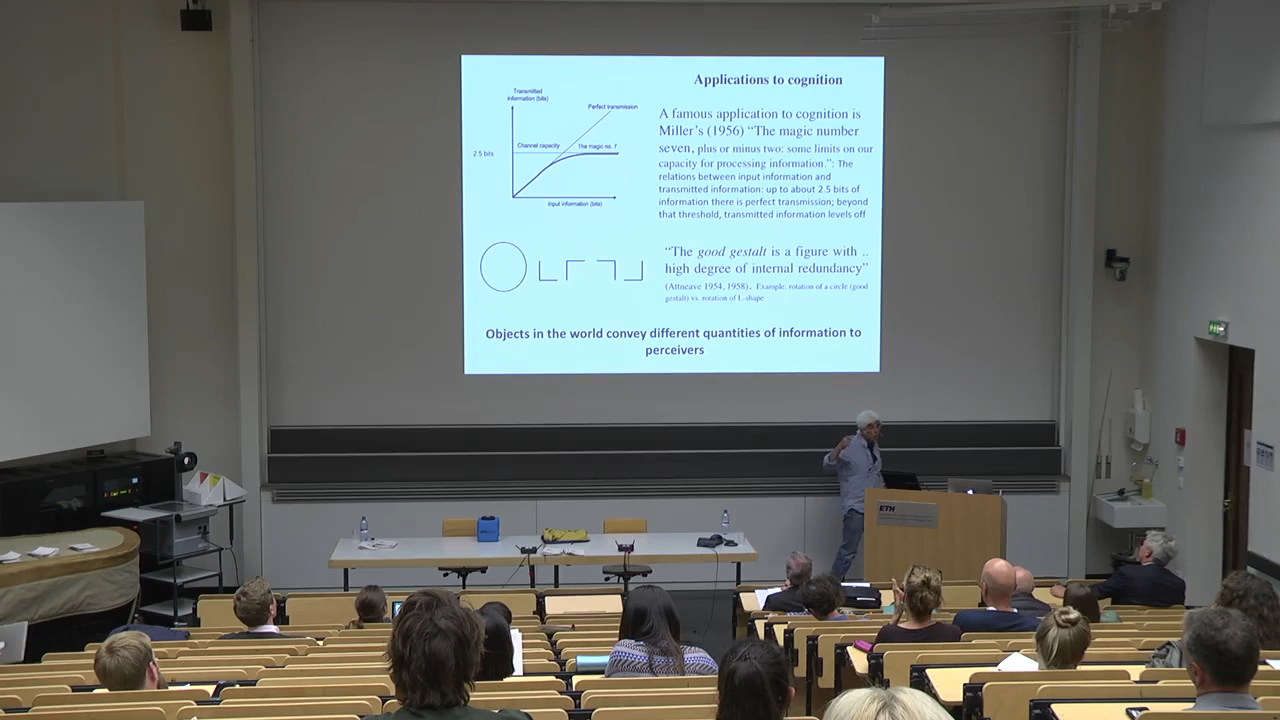 Applications to cognition
Transmitted
information (bits)
Perfect transmission
Channel capacity
The magic no. 7
2.5 bits
Input information (bits)
A famous application to cognition is
Miller's (1956) "The magic number
seven, plus or minus two: some limits on our
capacity for processing information.": The
relations between input information and
transmitted information: up to about 2.5 bits of
information there is perfect transmission; beyond
that threshold, transmitted information levels off
"The good gestalt is a figure with ..
high degree of internal redundancy"
(Attneave 1954, 1958). Example: rotation of a circle (good
gestalt) vs. rotation of L-shape
Objects in the world convey different quantities of information to
perceivers
ETH